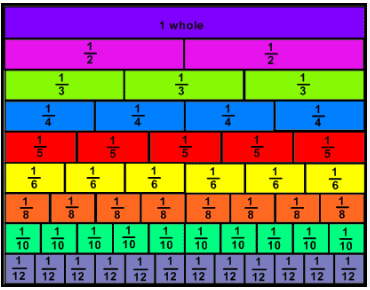 1 whole
1/2 1/2
1/3 1/3 1/3
1/4 1/4 1/4 1/4
1/5 1/5 1/5 1/5 1/5
1/6 1/6 1/6 1/6 1/6 1/6
1/8 1/8 1/8 1/8 1/8 1/8 1/8 1/8
1/10 1/10 1/10 1/10 1/10 1/10 1/10 1/10 1/10 1/10
1/12 1/12 1/12 1/12 1/12 1/12 1/12 1/12 1/12 1/12 1/12 1/12